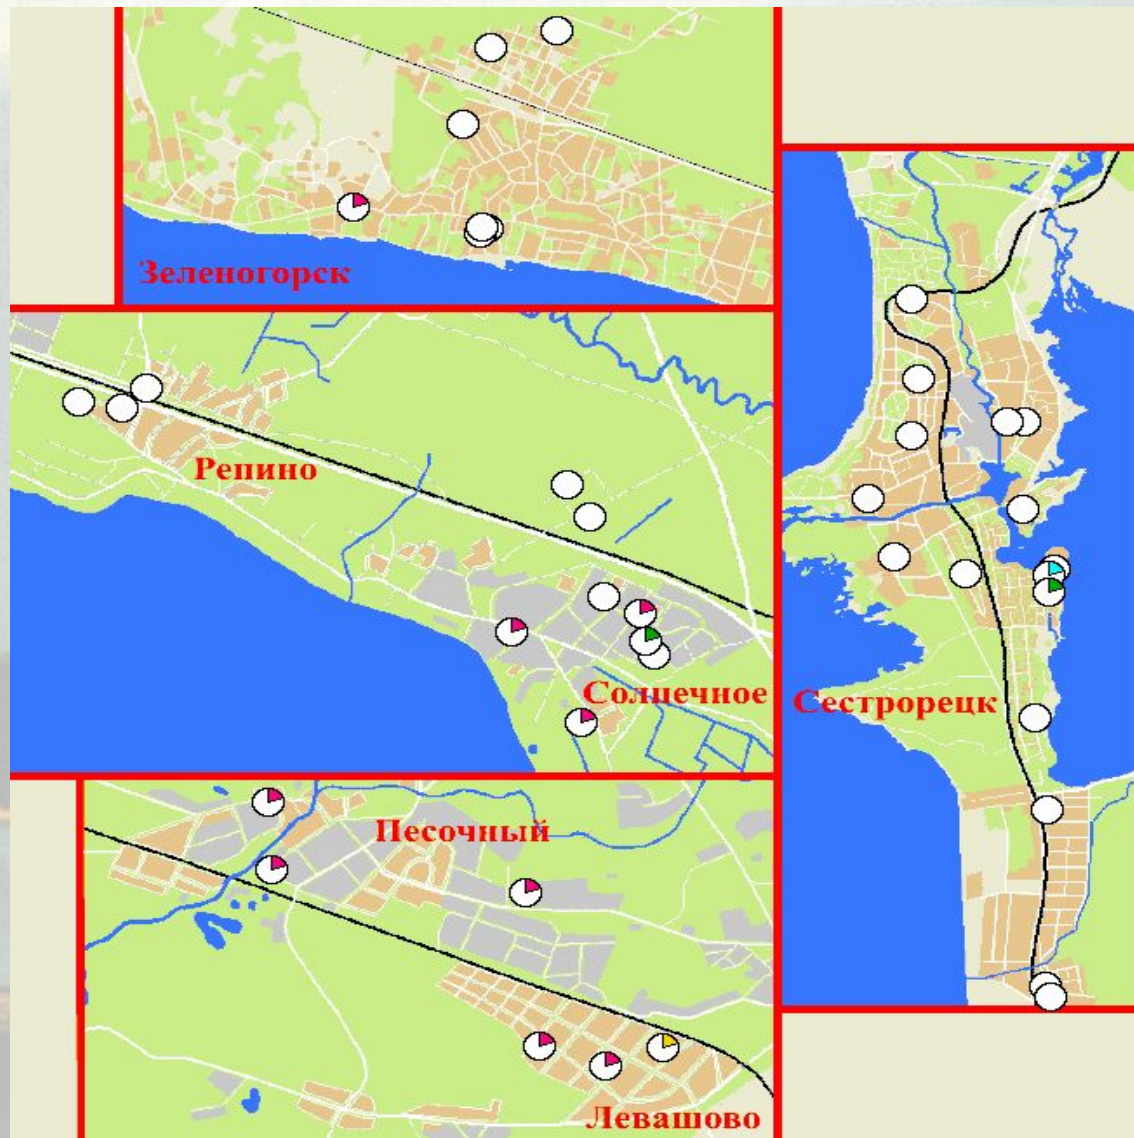 Зеленогорск
Репино
Солнечное
Сестрорецк
Песочный
Левашово